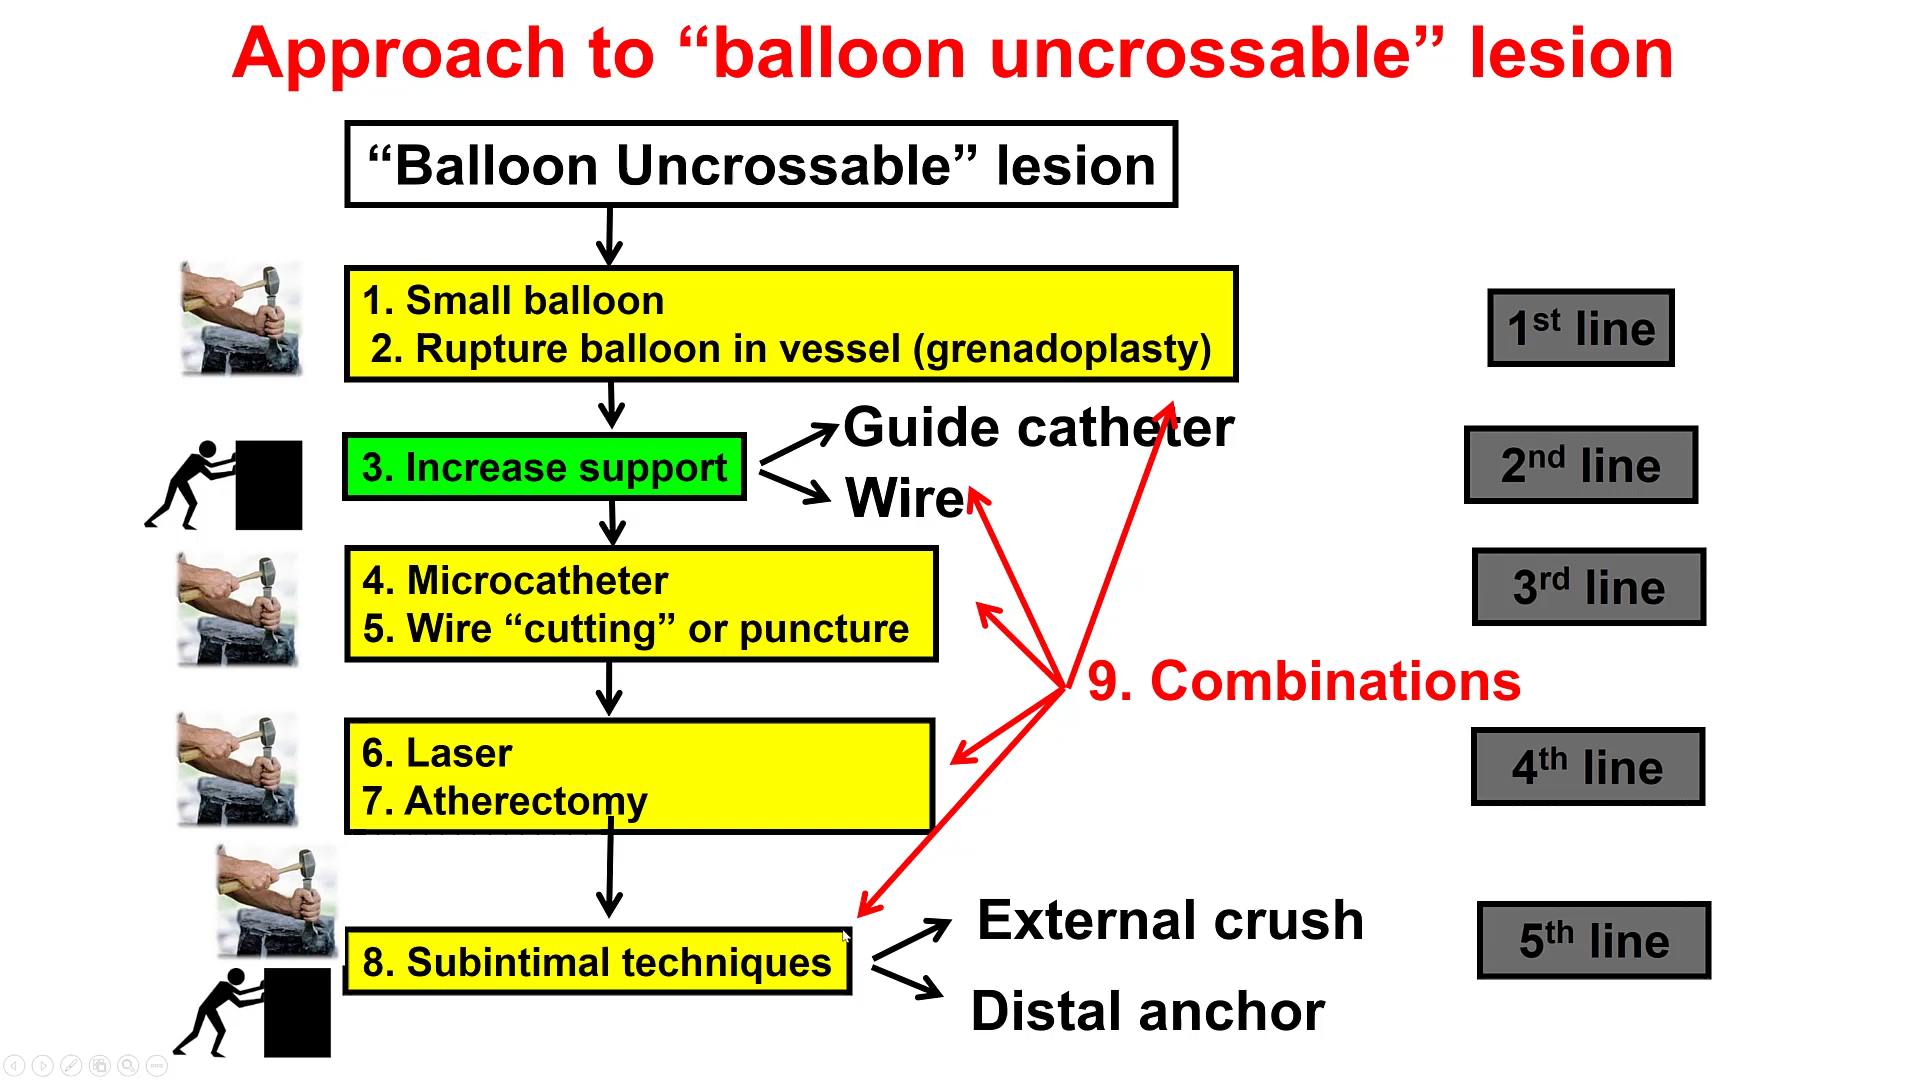 Approach to “balloon uncrossable” lesion
“Balloon Uncrossable” lesion
1. Small balloon
2. Rupture balloon in vessel (grenadoplasty)
1st line
Guide catheter
3. Increase support
2nd line
Wire
4. Microcatheter
5. Wire “cutting” or puncture
3rd line
9. Combinations
6. Laser
7. Atherectomy
4th line
External crush
8. Subintimal techniques
5th line
Distal anchor